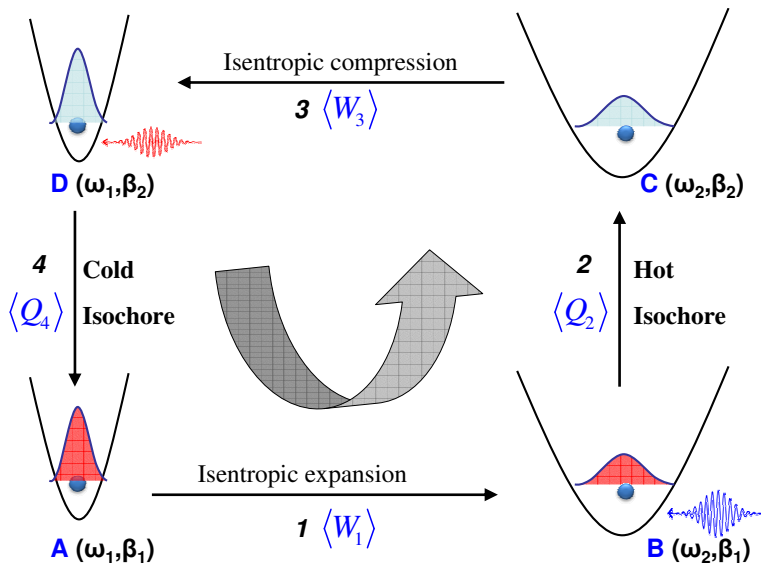 Isentropic compression
3 ⟨W₃⟩
D (ω₁,β₂)
C (ω₂,β₂)
4 Cold
⟨Q₄⟩ Isochore
2 Hot
⟨Q₂⟩ Isochore
Isentropic expansion
1 ⟨W₁⟩
A (ω₁,β₁)
B (ω₂,β₁)